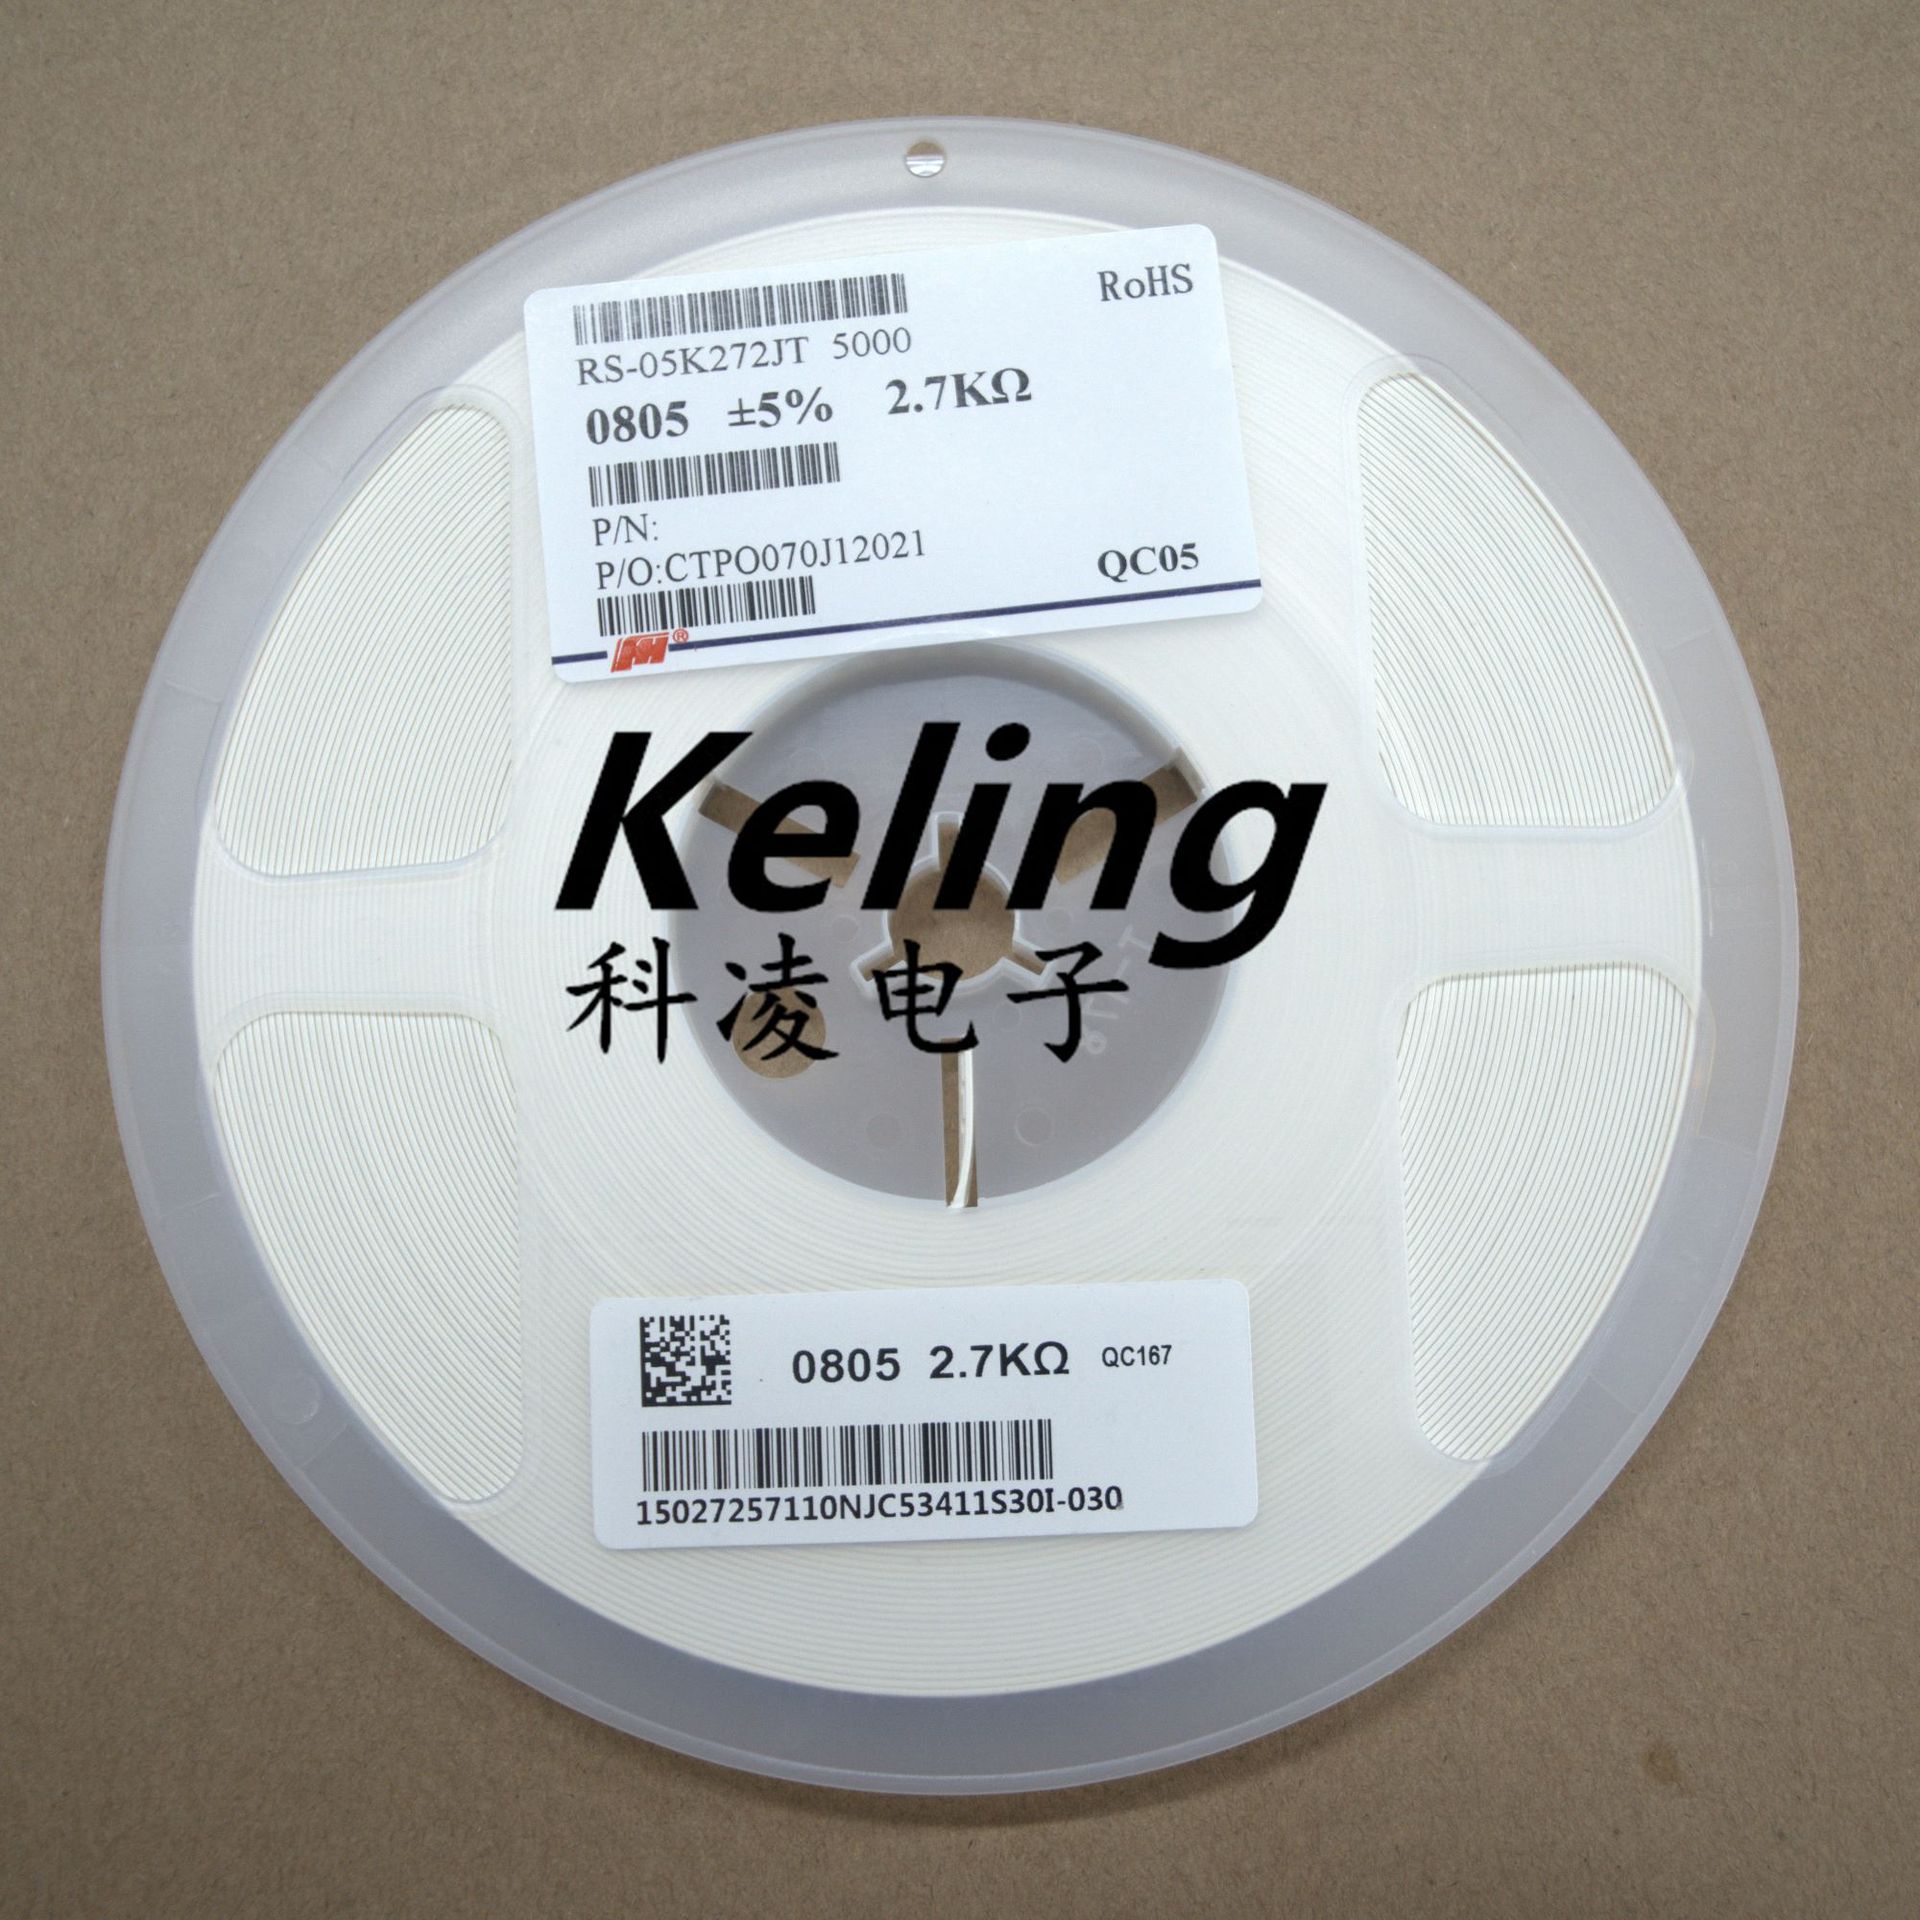 RoHS
RS-05K272JT 5000
0805 ±5% 2.7KΩ
P/N:
P/O:CTPO070J12021
QC05
®
Keling
科凌电子
0805 2.7KΩ QC167
15027257110NJC53411S30I-030